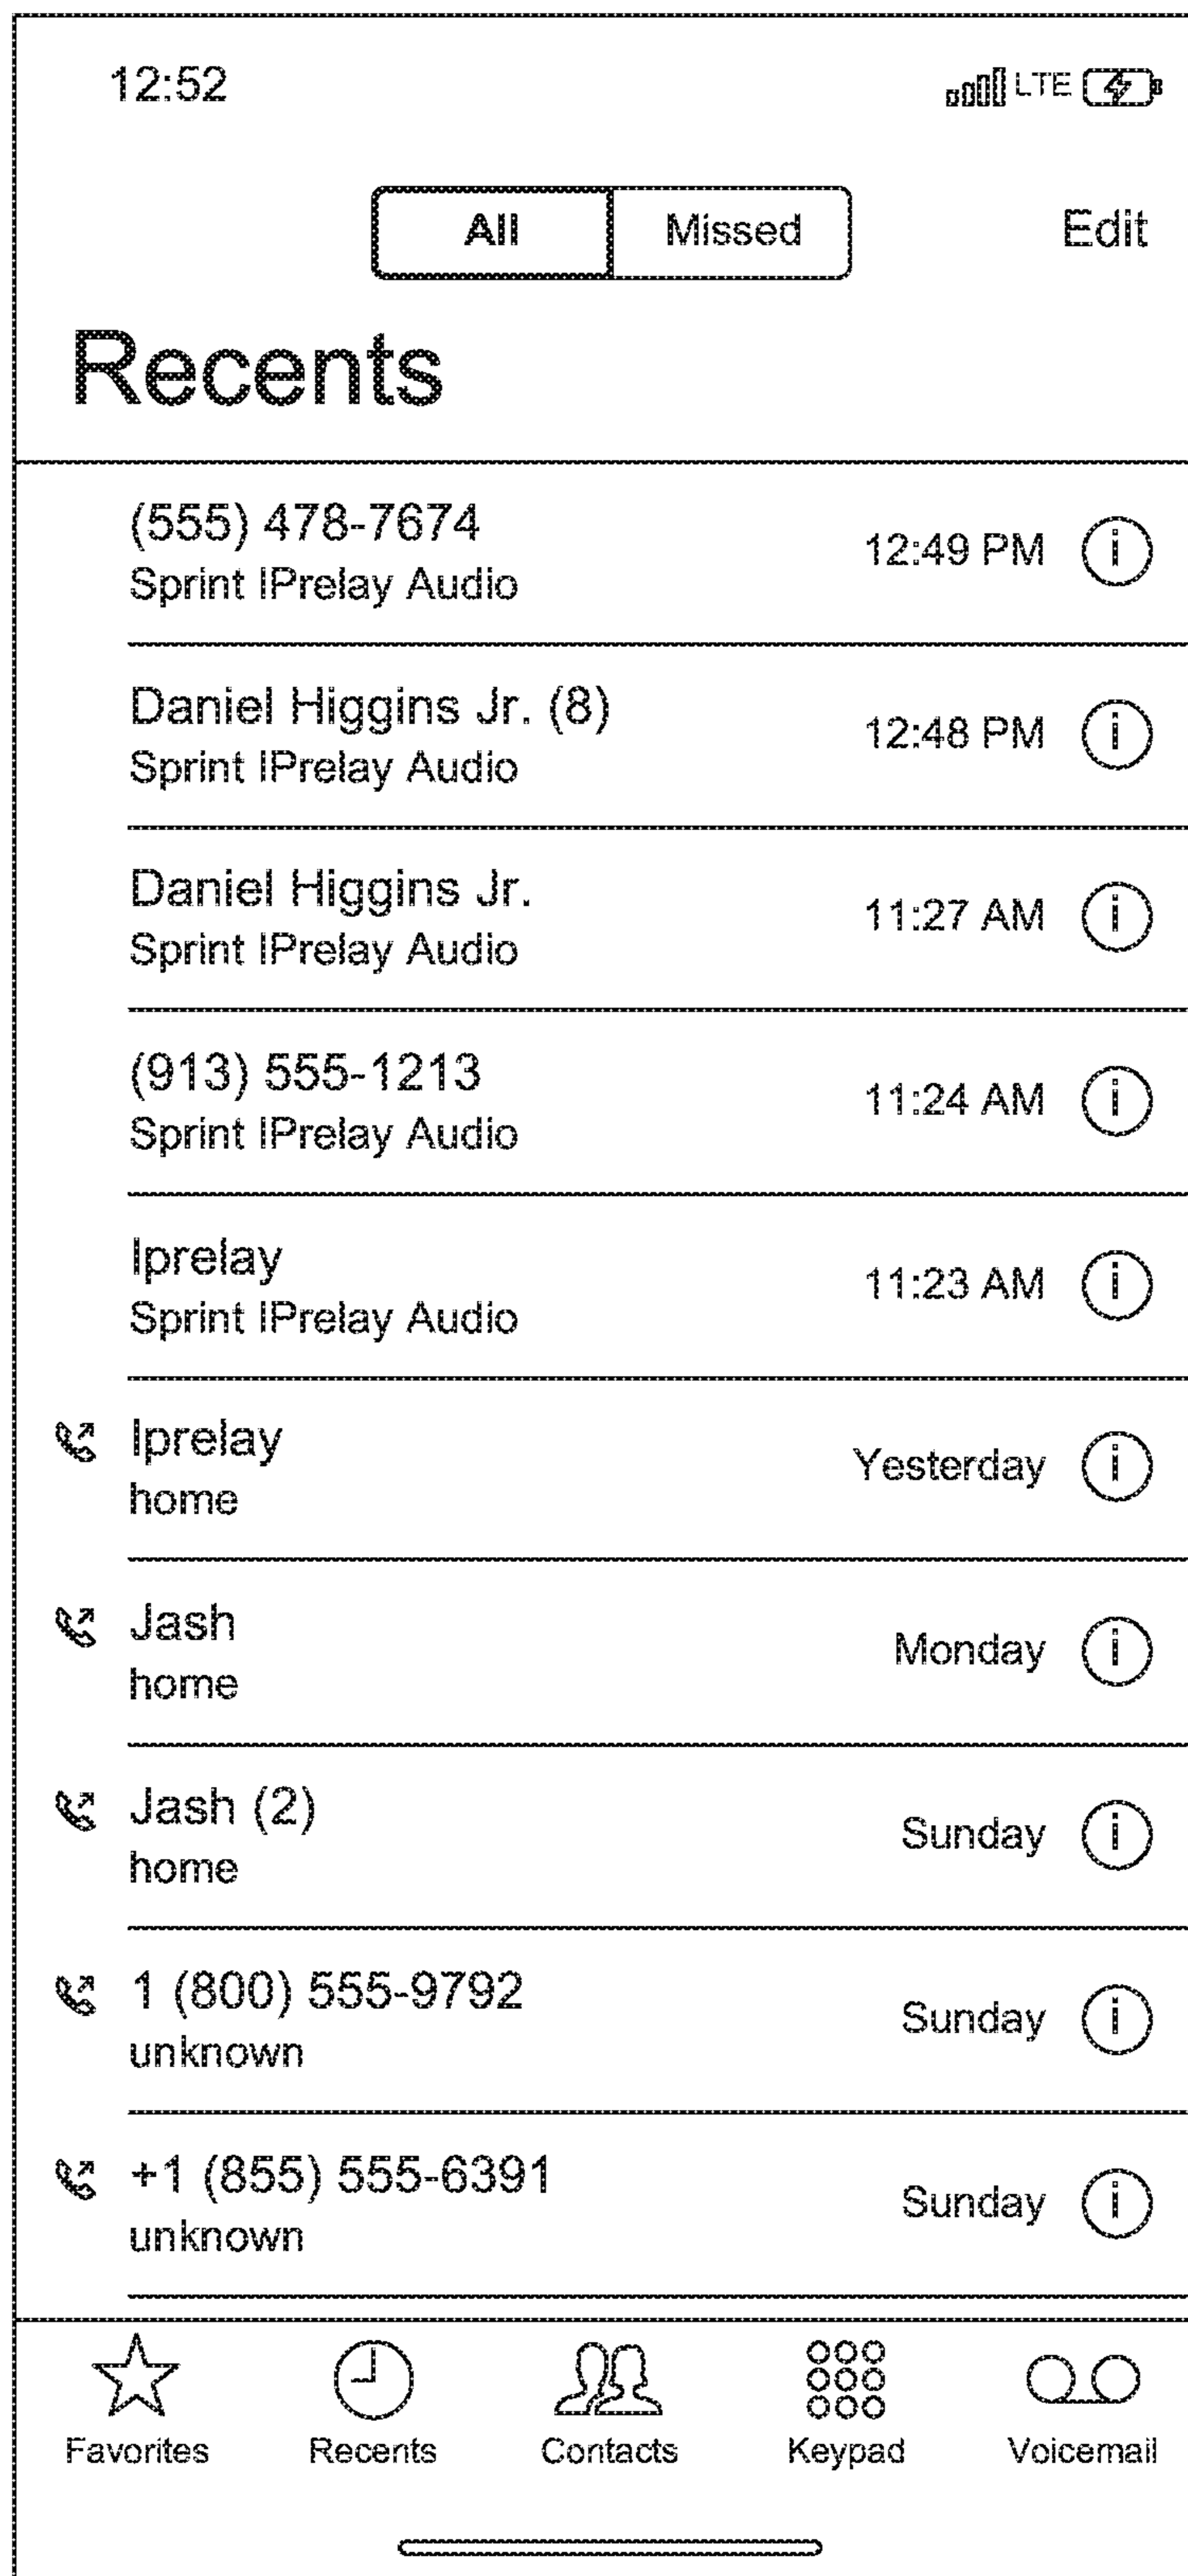 12:52 LTE
All Missed Edit
Recents
(555) 478-7674
Sprint IPrelay Audio
12:49 PM
Daniel Higgins Jr. (8)
Sprint IPrelay Audio
12:48 PM
Daniel Higgins Jr.
Sprint IPrelay Audio
11:27 AM
(913) 555-1213
Sprint IPrelay Audio
11:24 AM
Iprelay
Sprint IPrelay Audio
11:23 AM
Iprelay
home
Yesterday
Jash
home
Monday
Jash (2)
home
Sunday
1 (800) 555-9792
unknown
Sunday
+1 (855) 555-6391
unknown
Sunday
Favorites Recents Contacts Keypad Voicemail